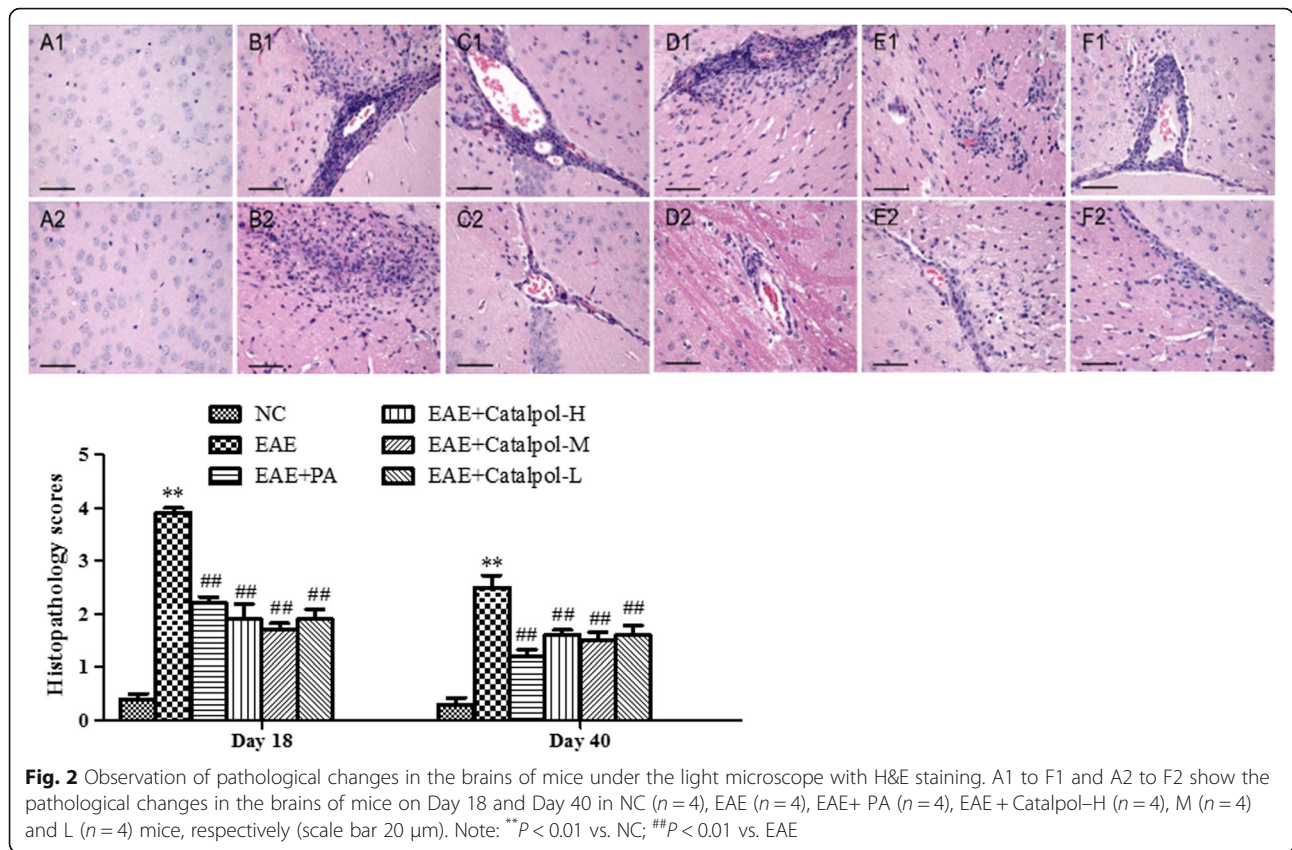 A1 B1 C1 D1 E1 F1
A2 B2 C2 D2 E2 F2
NC EAE+Catalpol-H
EAE EAE+Catalpol-M
EAE+PA EAE+Catalpol-L
Histopathology scores
5
4
3
2
1
0
** ## ## ## ##
** ## ## ## ##
Day 18 Day 40
Fig. 2 Observation of pathological changes in the brains of mice under the light microscope with H&E staining. A1 to F1 and A2 to F2 show the
pathological changes in the brains of mice on Day 18 and Day 40 in NC (n = 4), EAE (n = 4), EAE+ PA (n = 4), EAE + Catalpol–H (n = 4), M (n = 4)
and L (n = 4) mice, respectively (scale bar 20 μm). Note: **P < 0.01 vs. NC; ##P < 0.01 vs. EAE